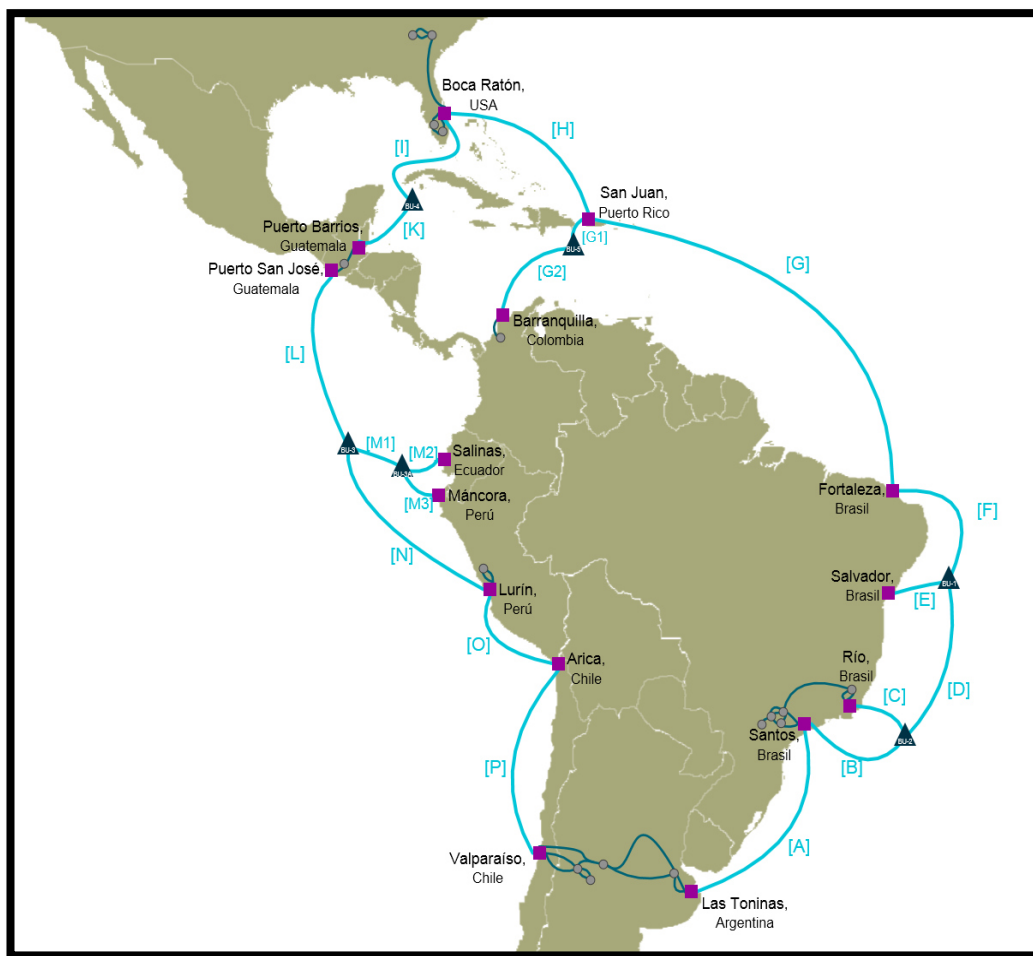 Boca Ratón,
USA
[H]
[I]
BU-4
San Juan,
Puerto Rico
[K]
Puerto Barrios,
Guatemala
[G1]
BU-5
Puerto San José,
Guatemala
[G2]
[G]
Barranquilla,
Colombia
[L]
BU-3
[M1]
[M2]
Salinas,
Ecuador
[M3]
Máncora,
Perú
Fortaleza,
Brasil
[F]
[N]
Salvador,
Brasil
[E]
BU-1
Lurín,
Perú
[O]
Arica,
Chile
Río,
Brasil
[C]
[D]
Santos,
Brasil
BU-2
[B]
[P]
[A]
Valparaíso,
Chile
Las Toninas,
Argentina